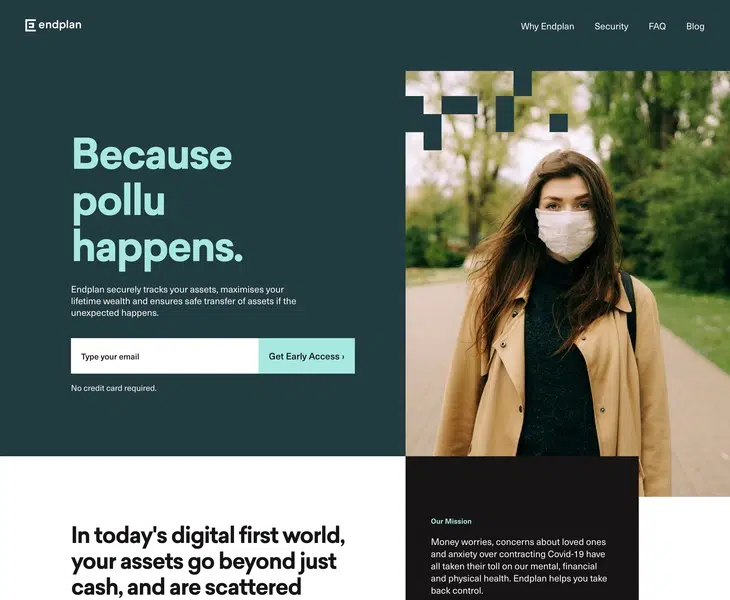 endplan
Why Endplan
Security
FAQ
Blog
Because
pollu
happens.
Endplan securely tracks your assets, maximises your
lifetime wealth and ensures safe transfer of assets if the
unexpected happens.
Type your email
Get Early Access ›
No credit card required.
In today's digital first world,
your assets go beyond just
cash, and are scattered
Our Mission
Money worries, concerns about loved ones
and anxiety over contracting Covid-19 have
all taken their toll on our mental, financial
and physical health. Endplan helps you take
back control.